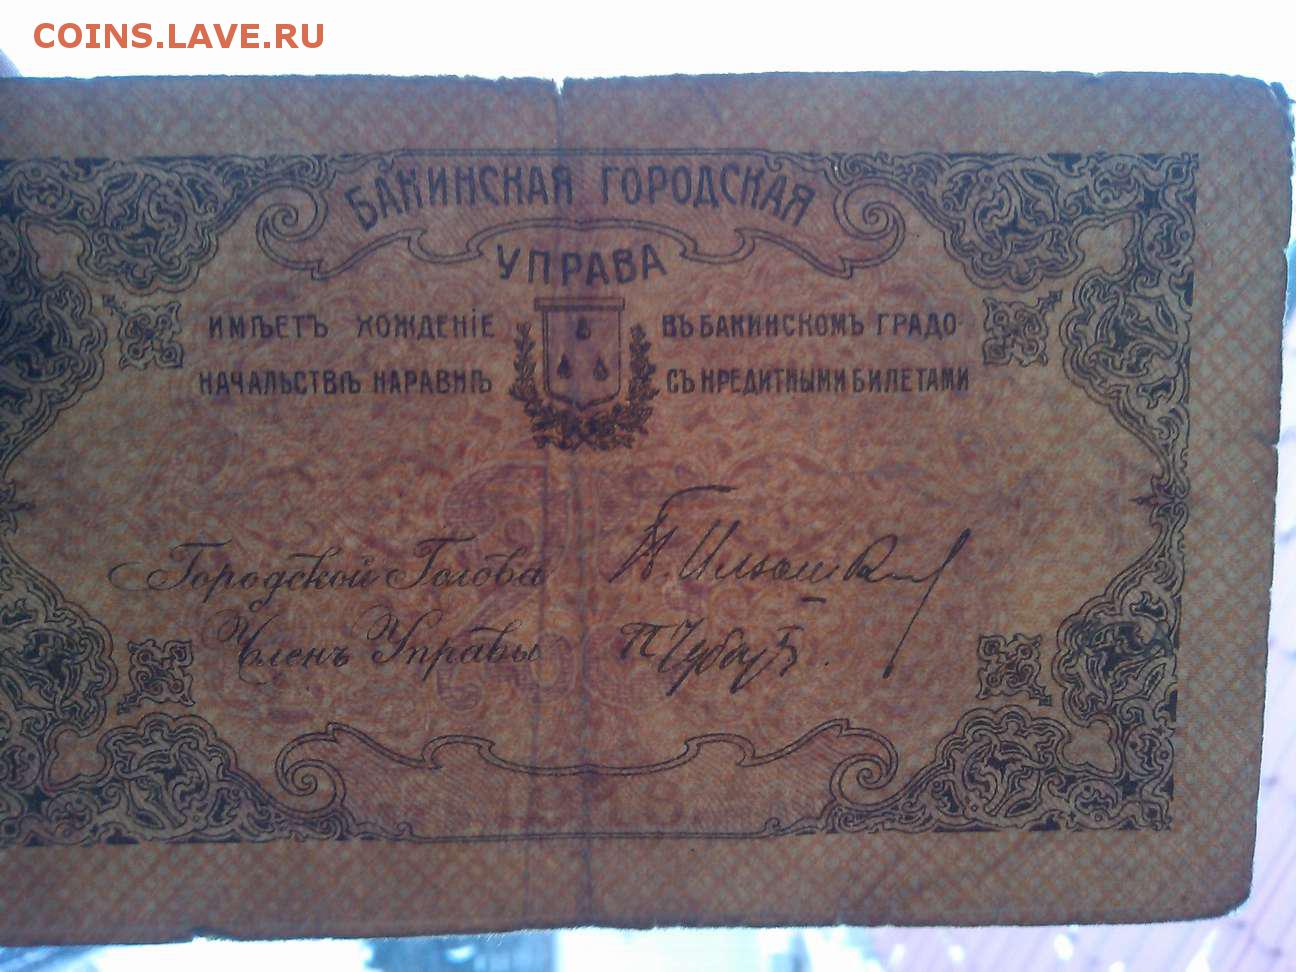 COINS.LAVE.RU
БАКИНСКАЯ ГОРОДСКАЯ
УПРАВА
ИМѢЕТЪ ХОЖДЕНІЕ ВЪ БАКИНСКОМЪ ГРАДО-
НАЧАЛЬСТВѢ НАРАВНѢ СЪ КРЕДИТНЫМИ БИЛЕТАМИ
Городской Голова
Членъ Управы
1918